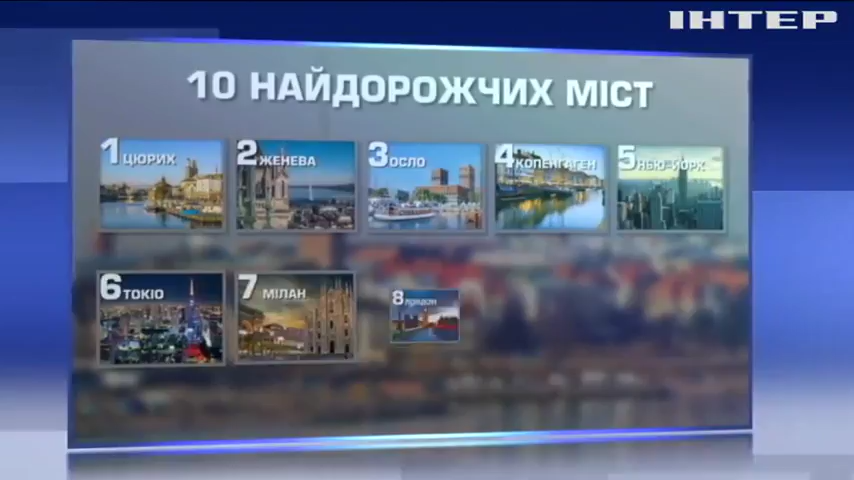 ІНТЕР
10 НАЙДОРОЖЧИХ МІСТ
1 ЦЮРИХ
2 ЖЕНЕВА
3 ОСЛО
4 КОПЕНГАГЕН
5 НЬЮ-ЙОРК
6 ТОКІО
7 МІЛАН
8 ЛОНДОН